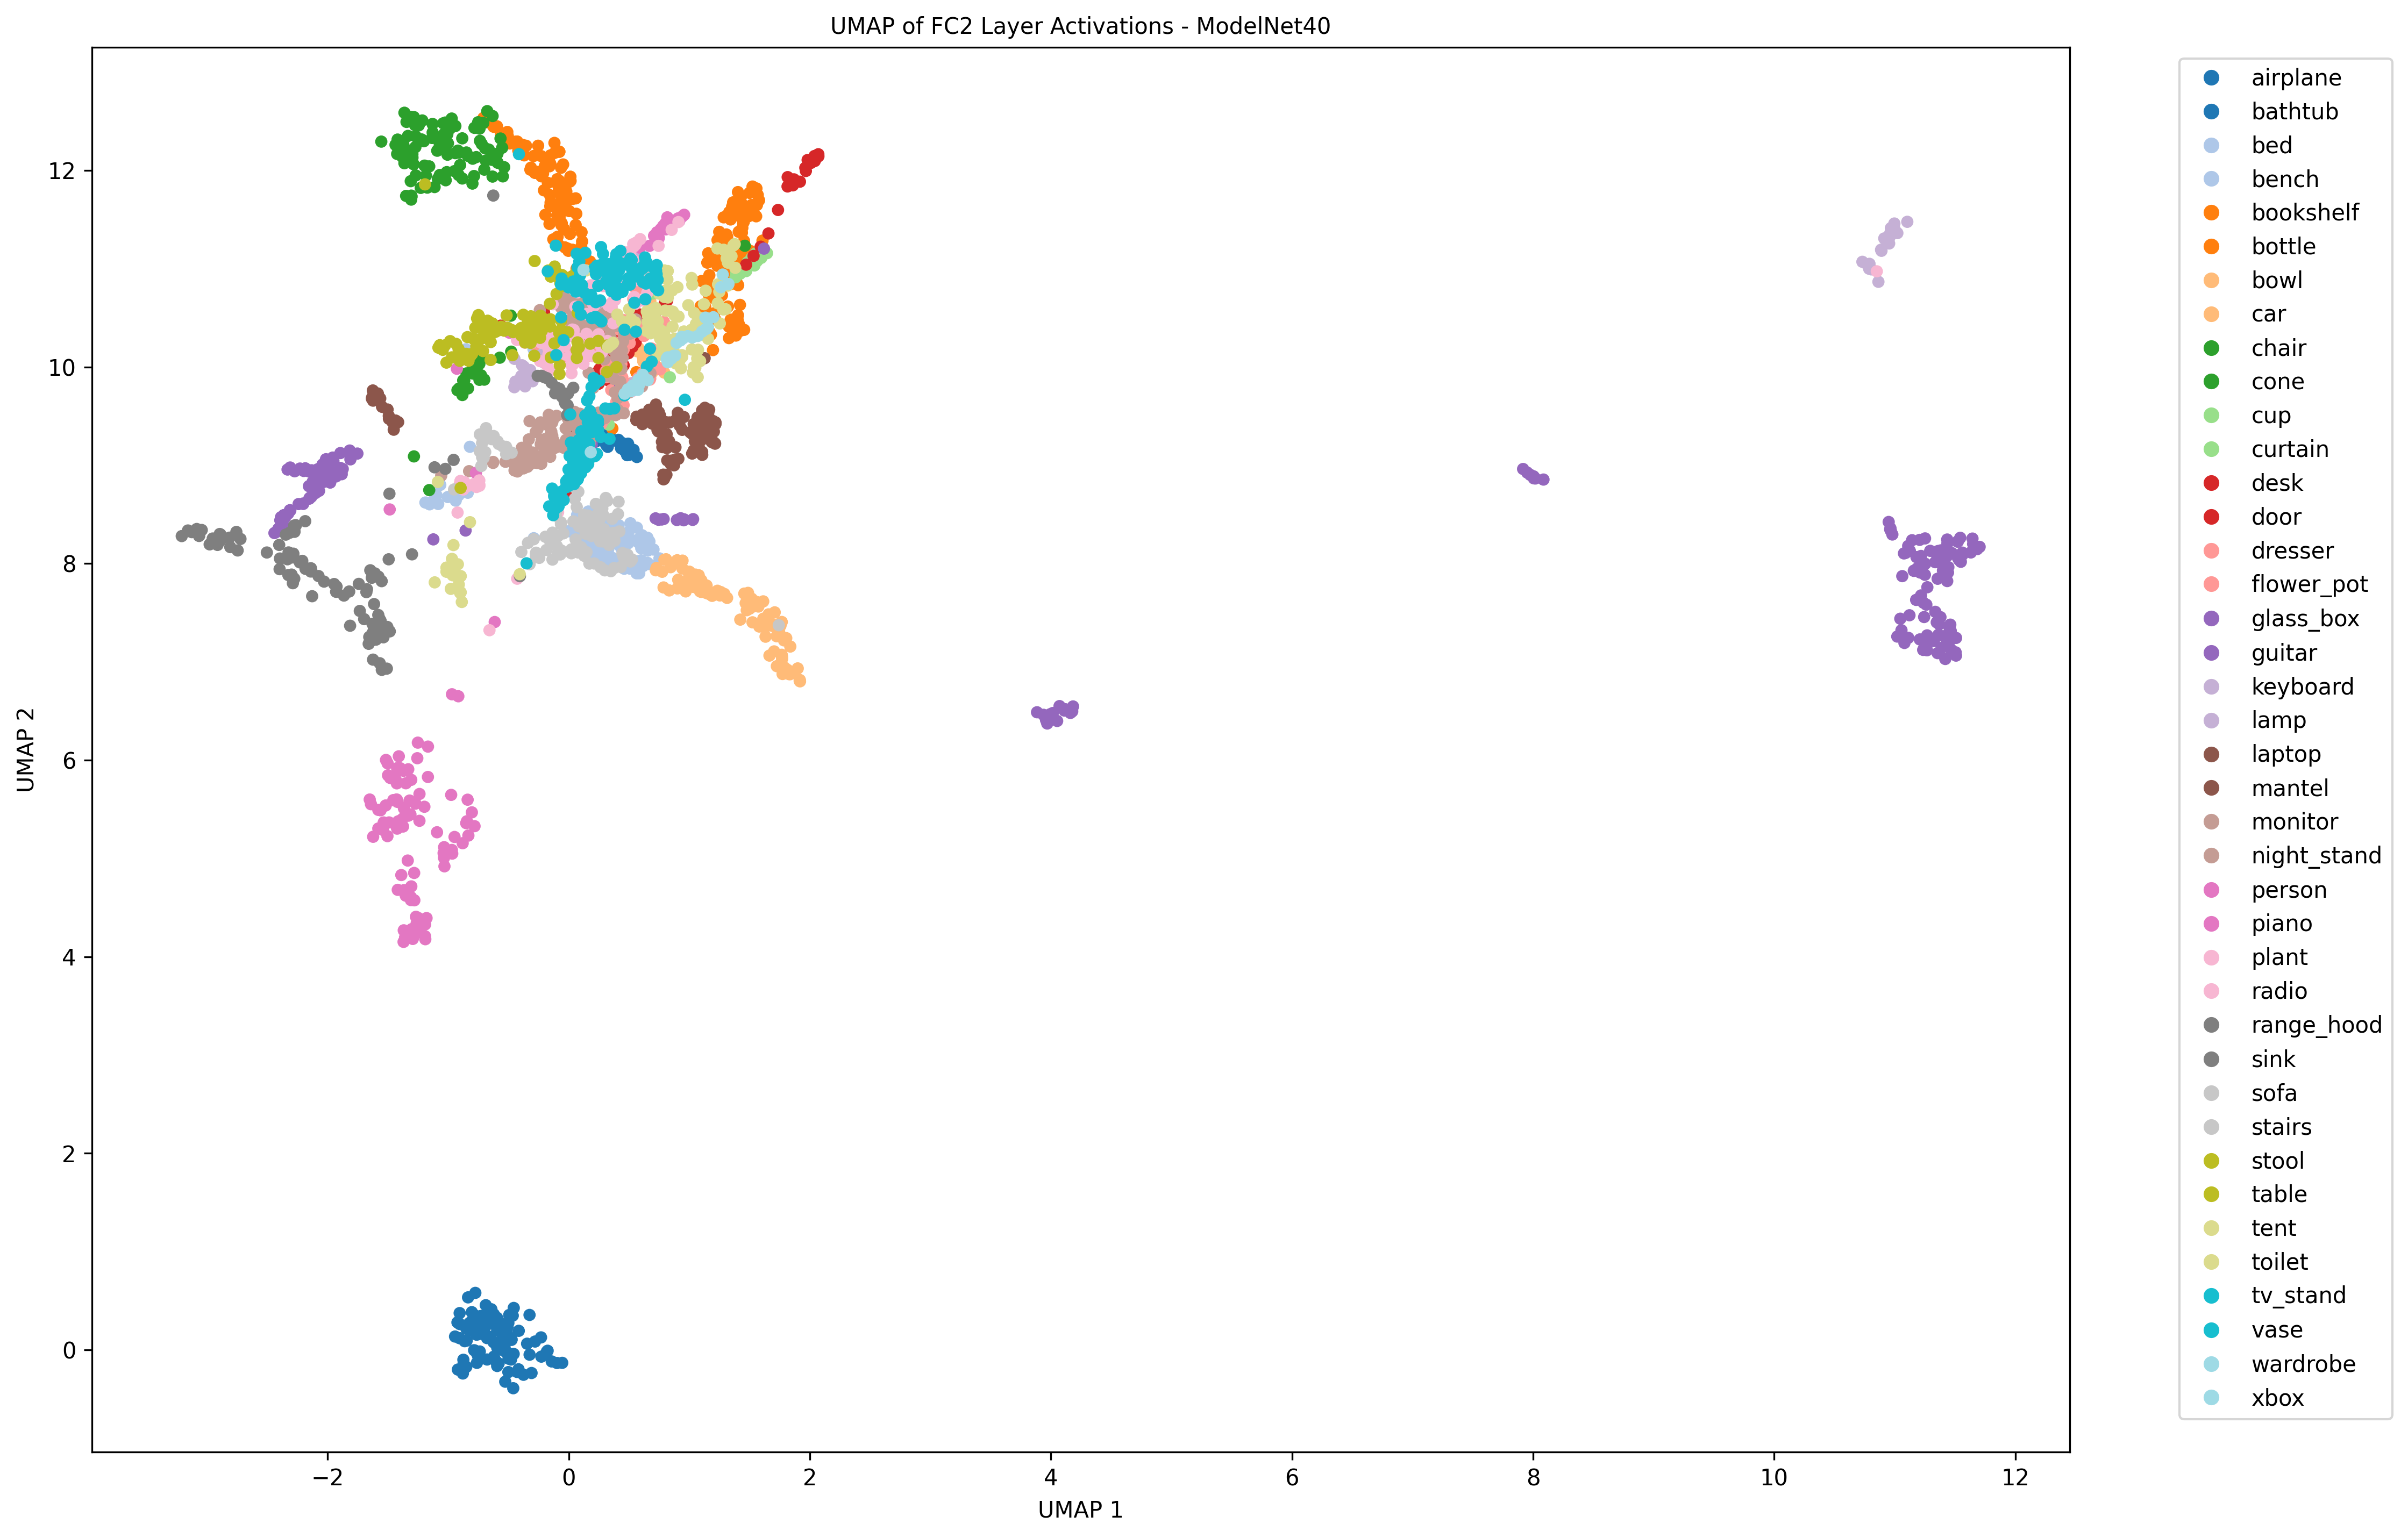 UMAP of FC2 Layer Activations - ModelNet40
12
10
8
6
4
2
0
UMAP 2
−2
0
2
4
6
8
10
12
UMAP 1
airplane
bathtub
bed
bench
bookshelf
bottle
bowl
car
chair
cone
cup
curtain
desk
door
dresser
flower_pot
glass_box
guitar
keyboard
lamp
laptop
mantel
monitor
night_stand
person
piano
plant
radio
range_hood
sink
sofa
stairs
stool
table
tent
toilet
tv_stand
vase
wardrobe
xbox